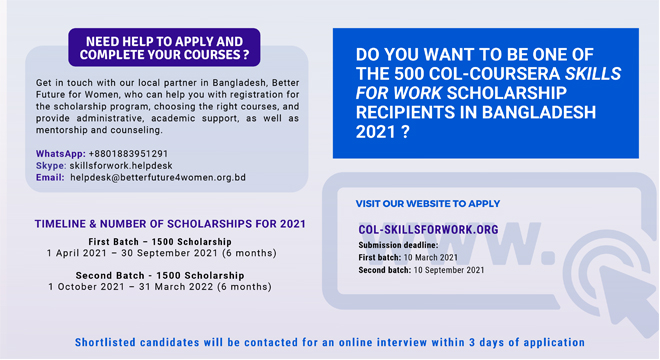 NEED HELP TO APPLY AND
COMPLETE YOUR COURSES ?
Get in touch with our local partner in Bangladesh, Better
Future for Women, who can help you with registration for
the scholarship program, choosing the right courses, and
provide administrative, academic support, as well as
mentorship and counseling.
WhatsApp: +8801883951291
Skype: skillsforwork.helpdesk
Email: helpdesk@betterfuture4women.org.bd
TIMELINE & NUMBER OF SCHOLARSHIPS FOR 2021
First Batch – 1500 Scholarship
1 April 2021 – 30 September 2021 (6 months)
Second Batch - 1500 Scholarship
1 October 2021 – 31 March 2022 (6 months)
DO YOU WANT TO BE ONE OF
THE 500 COL-COURSERA SKILLS
FOR WORK SCHOLARSHIP
RECIPIENTS IN BANGLADESH
2021 ?
VISIT OUR WEBSITE TO APPLY
www.
COL-SKILLSFORWORK.ORG
Submission deadline:
First batch: 10 March 2021
Second batch: 10 September 2021
Shortlisted candidates will be contacted for an online interview within 3 days of application